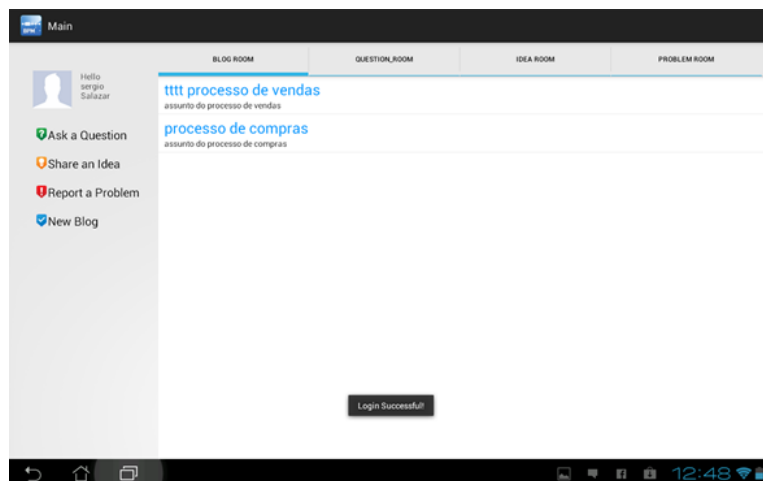 BPM
Main
Hello
sergio
Salazar
Ask a Question
Share an Idea
Report a Problem
New Blog
BLOG ROOM
QUESTION_ROOM
IDEA ROOM
PROBLEM ROOM
tttt processo de vendas
assunto do processo de vendas
processo de compras
assunto do processo de compras
Login Successful!
12:48